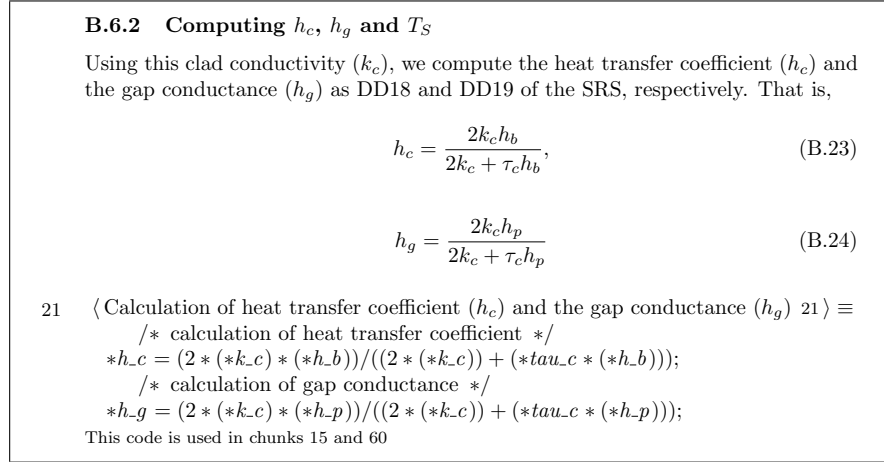 B.6.2 Computing h_c, h_g and T_S
Using this clad conductivity (k_c), we compute the heat transfer coefficient (h_c) and
the gap conductance (h_g) as DD18 and DD19 of the SRS, respectively. That is,
h_c = \frac{2k_c h_b}{2k_c + τ_c h_b}, (B.23)
h_g = \frac{2k_c h_p}{2k_c + τ_c h_p} (B.24)
21 ⟨ Calculation of heat transfer coefficient (h_c) and the gap conductance (h_g) 21 ⟩ ≡
/∗ calculation of heat transfer coefficient ∗/
∗h_c = (2 ∗ (∗k_c) ∗ (∗h_b))/((2 ∗ (∗k_c)) + (∗tau_c ∗ (∗h_b)));
/∗ calculation of gap conductance ∗/
∗h_g = (2 ∗ (∗k_c) ∗ (∗h_p))/((2 ∗ (∗k_c)) + (∗tau_c ∗ (∗h_p)));
This code is used in chunks 15 and 60